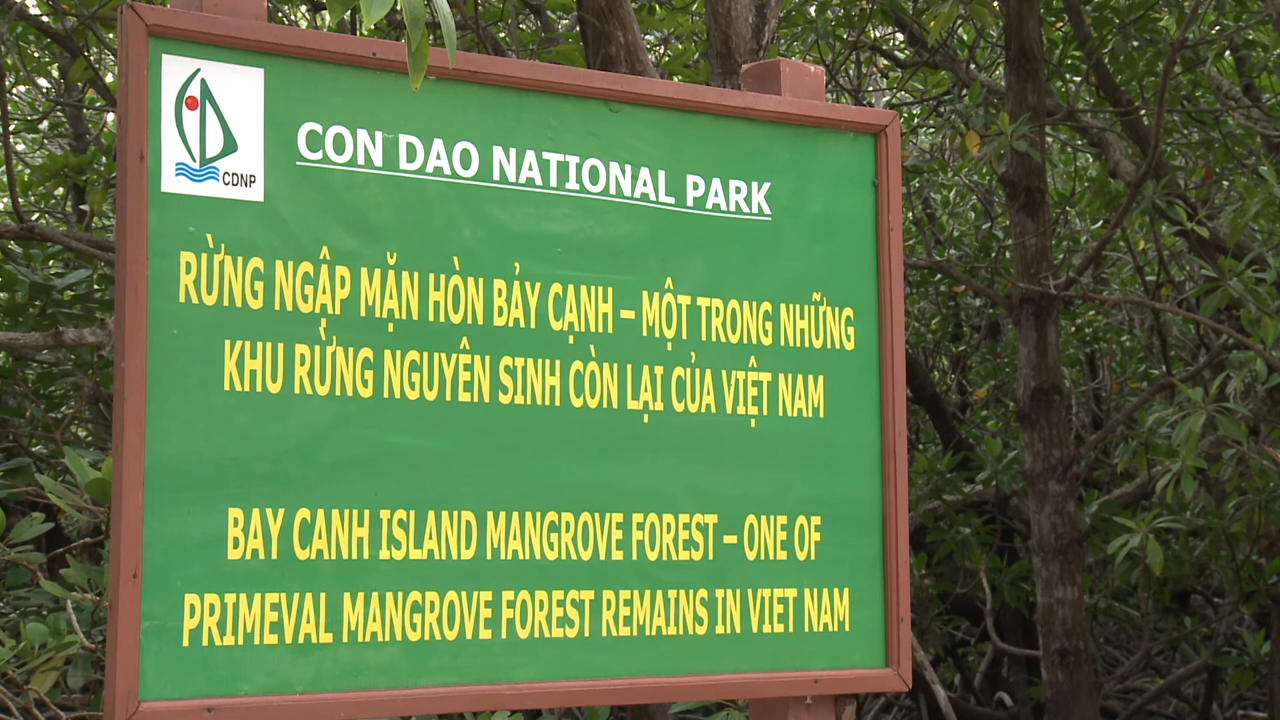 CDNP
CON DAO NATIONAL PARK
RỪNG NGẬP MẶN HÒN BẢY CẠNH – MỘT TRONG NHỮNG
KHU RỪNG NGUYÊN SINH CÒN LẠI CỦA VIỆT NAM
BAY CANH ISLAND MANGROVE FOREST – ONE OF
PRIMEVAL MANGROVE FOREST REMAINS IN VIET NAM